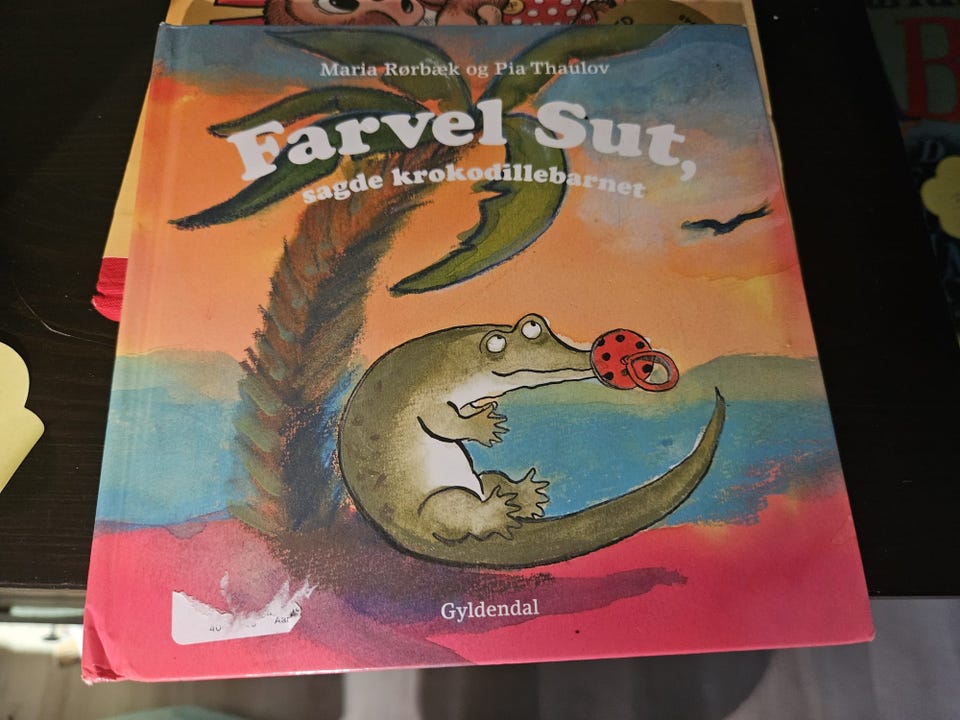 Maria Rørbæk og Pia Thaulov
Farvel Sut,
sagde krokodillebarnet
Gyldendal